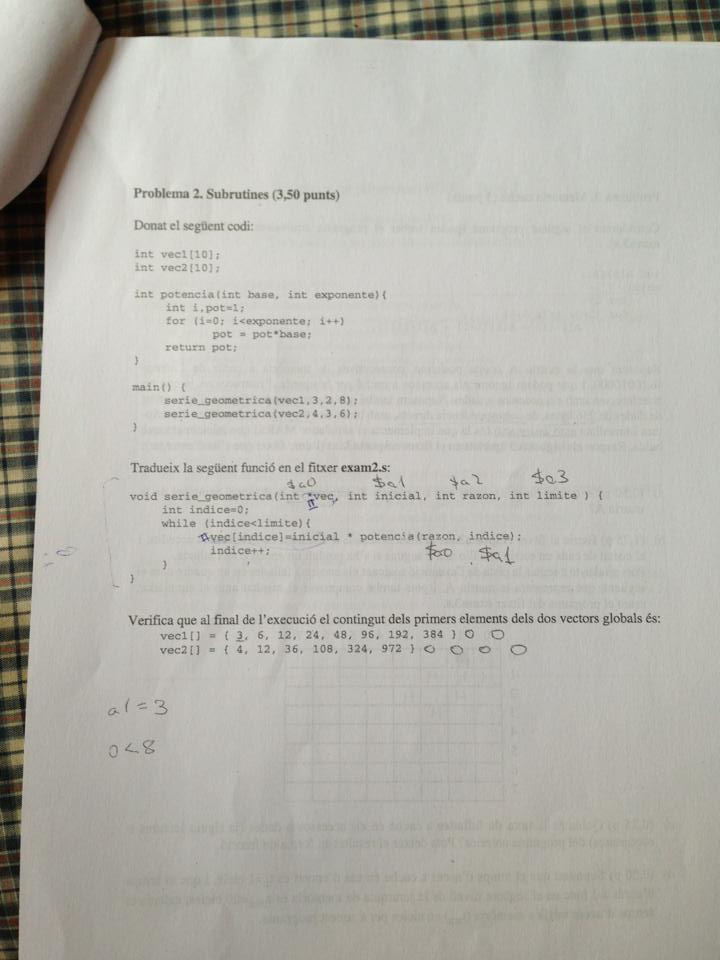 Problema 2. Subrutines (3,50 punts)
Donat el següent codi:
int vec1[10];
int vec2[10];
int potencia(int base, int exponente){
int i,pot=1;
for (i=0; i<exponente; i++)
pot = pot*base;
return pot;
}
main() {
serie_geometrica(vec1,3,2,8);
serie_geometrica(vec2,4,3,6);
}
Tradueix la següent funció en el fitxer exam2.s:
$a0 $a1 $a2 $a3
void serie_geometrica(int *vec, int inicial, int razon, int limite ) {
int indice=0;
while (indice<limite){
vec[indice]=inicial * potencia(razon, indice);
indice++; $a0 . $a1
}
}
Verifica que al final de l'execució el contingut dels primers elements dels dos vectors globals és:
vec1[] = { 3, 6, 12, 24, 48, 96, 192, 384 } 0 0
vec2[] = { 4, 12, 36, 108, 324, 972 } 0 0 0 0
a1=3
0<8